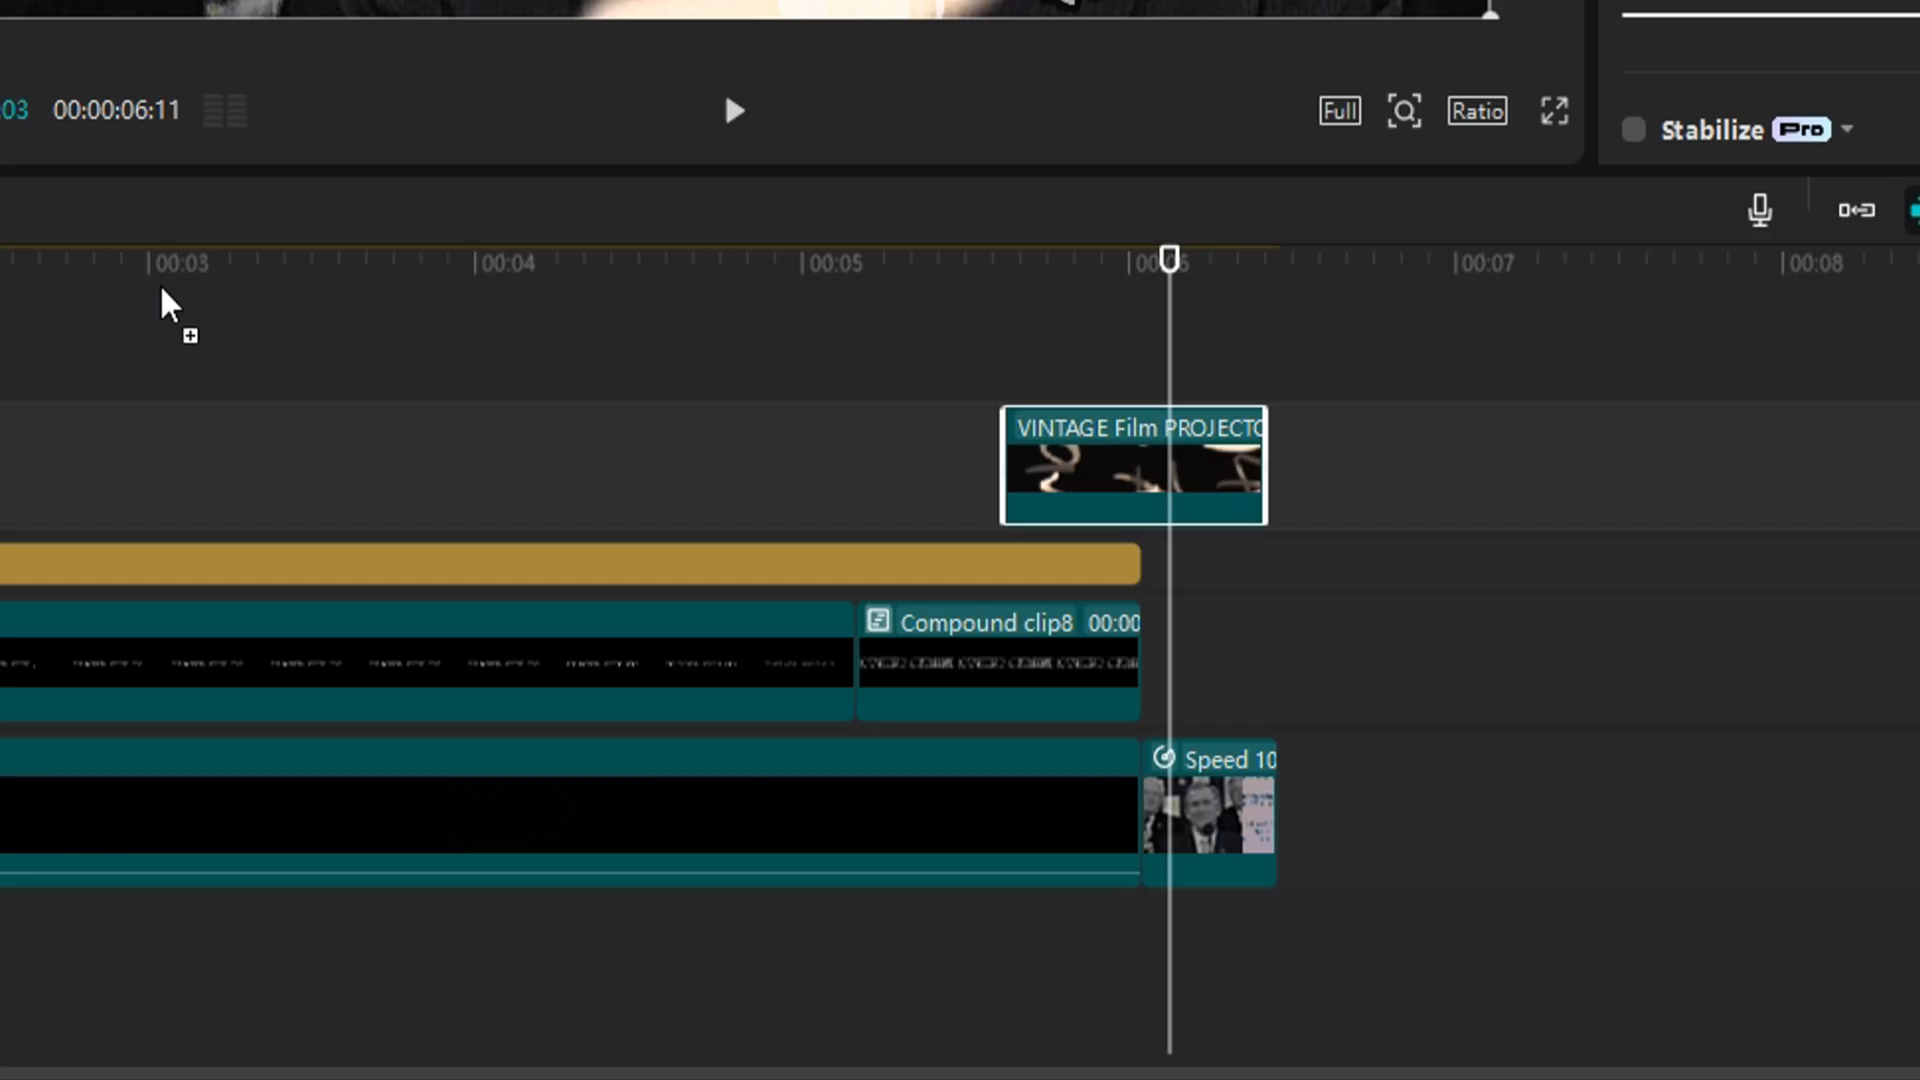 :03 00:00:06:11
Full
Ratio
Stabilize Pro
00:03 00:04 00:05 00:06 00:07 00:08
VINTAGE Film PROJECTO
Compound clip8 00:00
Speed 10